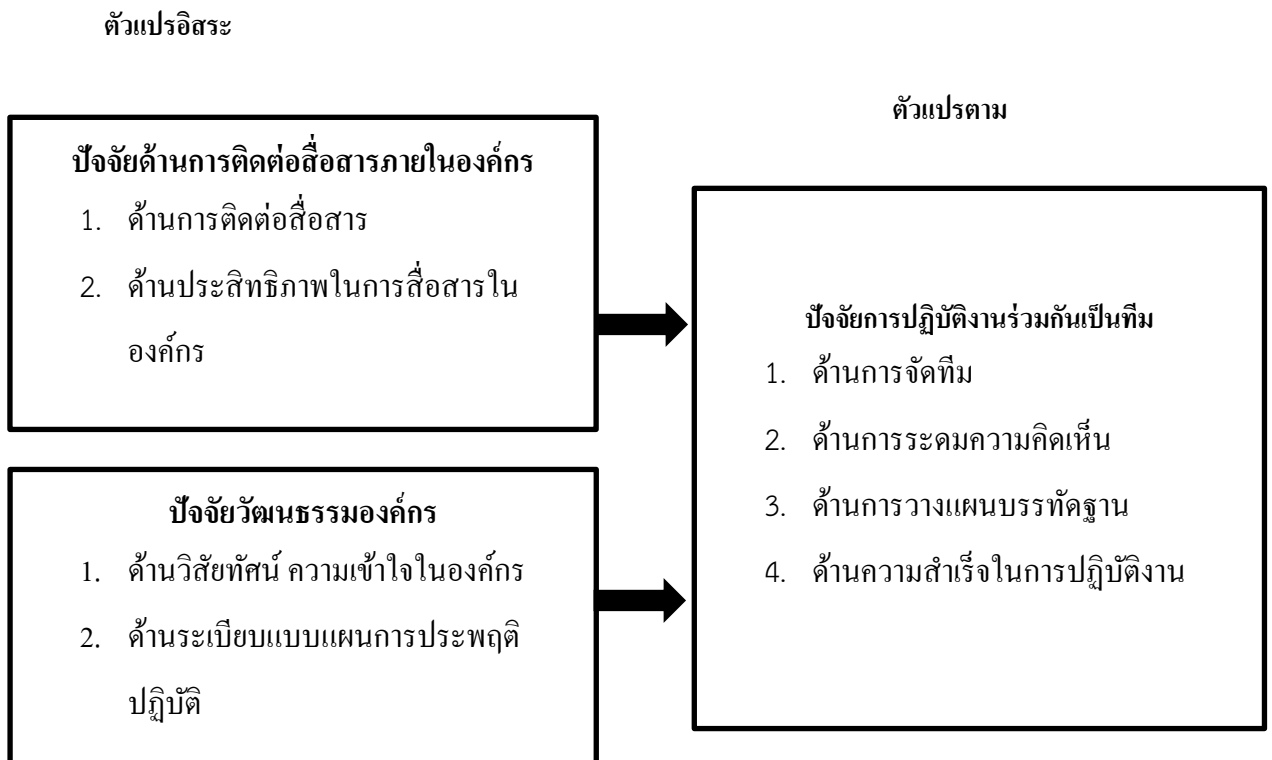 ตัวแปรอิสระ
ปัจจัยด้านการติดต่อสื่อสารภายในองค์กร
1. ด้านการติดต่อสื่อสาร
2. ด้านประสิทธิภาพในการสื่อสารใน
องค์กร
ปัจจัยวัฒนธรรมองค์กร
1. ด้านวิสัยทัศน์ ความเข้าใจในองค์กร
2. ด้านระเบียบแบบแผนการประพฤติ
ปฏิบัติ
ตัวแปรตาม
ปัจจัยการปฏิบัติงานร่วมกันเป็นทีม
1. ด้านการจัดทีม
2. ด้านการระดมความคิดเห็น
3. ด้านการวางแผนบรรทัดฐาน
4. ด้านความสำเร็จในการปฏิบัติงาน